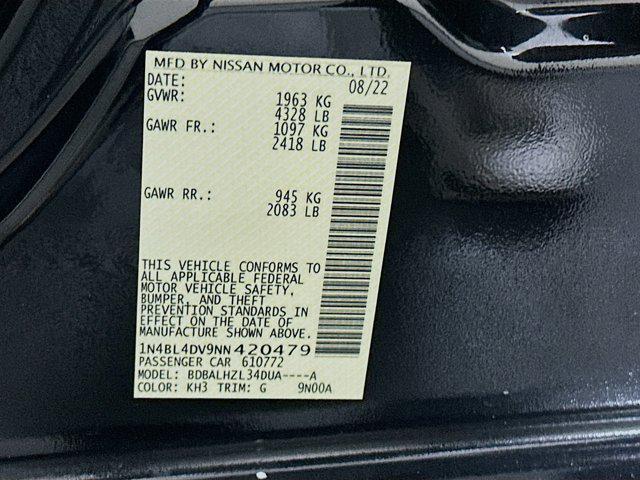 MFD BY NISSAN MOTOR CO., LTD.
DATE: 08/22
GVWR: 1963 KG
4328 LB
GAWR FR.: 1097 KG
2418 LB
GAWR RR.: 945 KG
2083 LB
THIS VEHICLE CONFORMS TO
ALL APPLICABLE FEDERAL
MOTOR VEHICLE SAFETY,
BUMPER, AND THEFT
PREVENTION STANDARDS IN
EFFECT ON THE DATE OF
MANUFACTURE SHOWN ABOVE.
1N4BL4DV9NN420479
PASSENGER CAR 610772
MODEL: BDBALHZL34DUA----A
COLOR: KH3 TRIM: G 9N00A